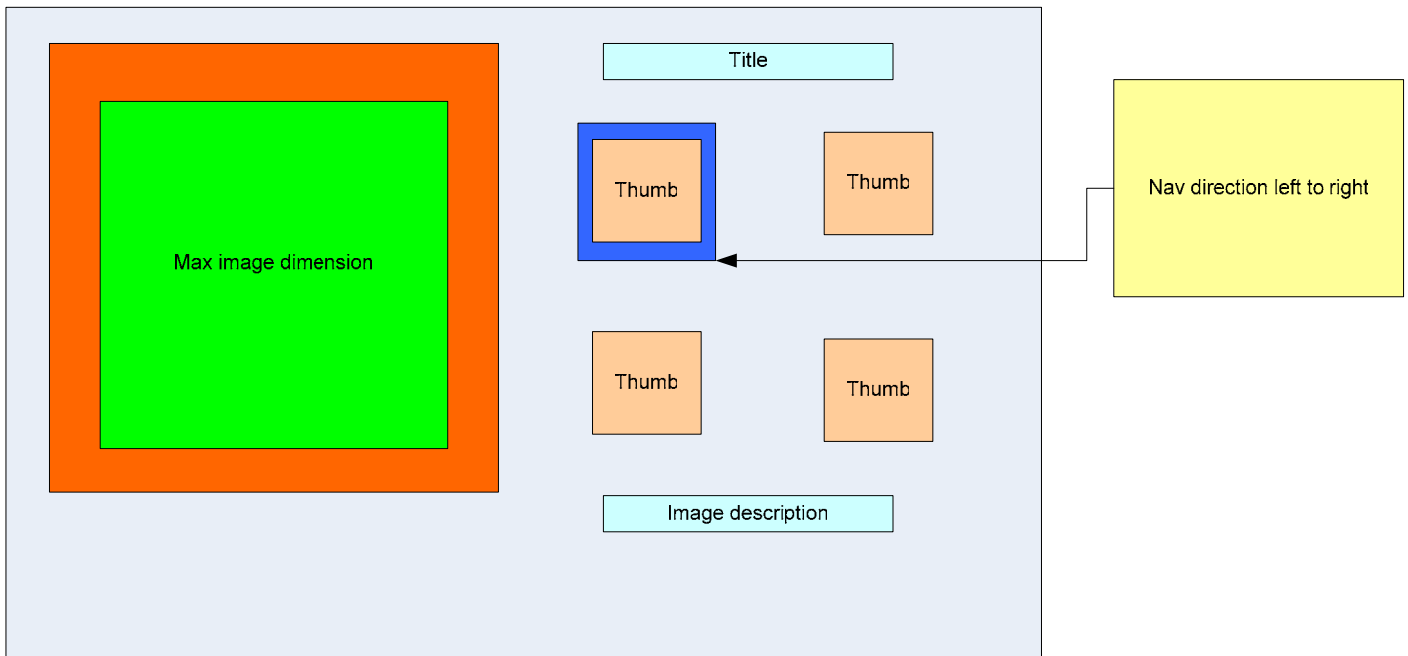 Title
Thumb
Thumb
Nav direction left to right
Max image dimension
Thumb
Thumb
Image description